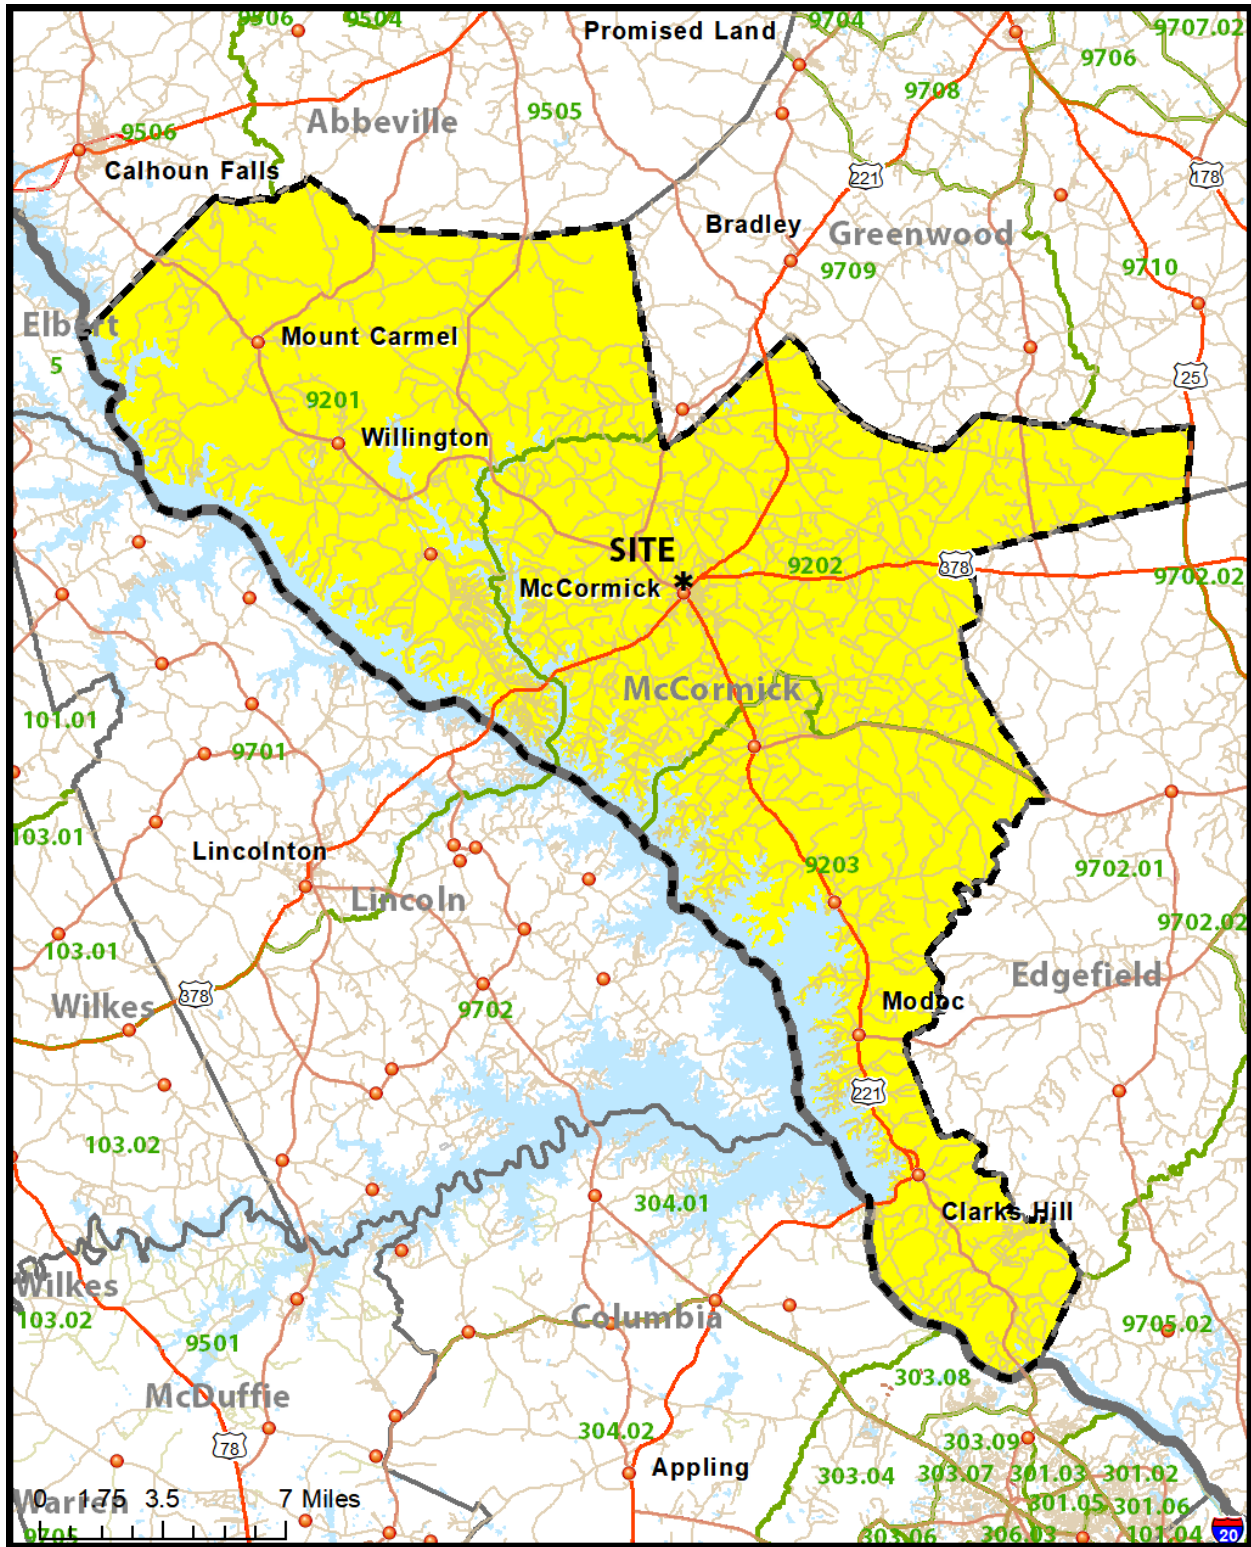 9506
9504
Promised Land
9704
9707.02
9706
9708
Abbeville
9505
9506
Calhoun Falls
221
178
Bradley
Greenwood
9709
9710
Elbert
5
Mount Carmel
25
9201
Willington
SITE
*
McCormick
9202
378
9702.02
McCormick
101.01
9701
103.01
Lincolnton
9203
9702.01
Lincoln
9702.02
103.01
Edgefield
Wilkes
378
Modoc
9702
221
103.02
304.01
Clarks Hill
Wilkes
103.02
Columbia
9501
9705.02
McDuffie
303.08
304.02
303.09
78
Appling
303.04
303.07
301.03
301.02
0 1.75 3.5 7 Miles
Warren
301.05
301.06
9705
303.06
306.03
101.04
20